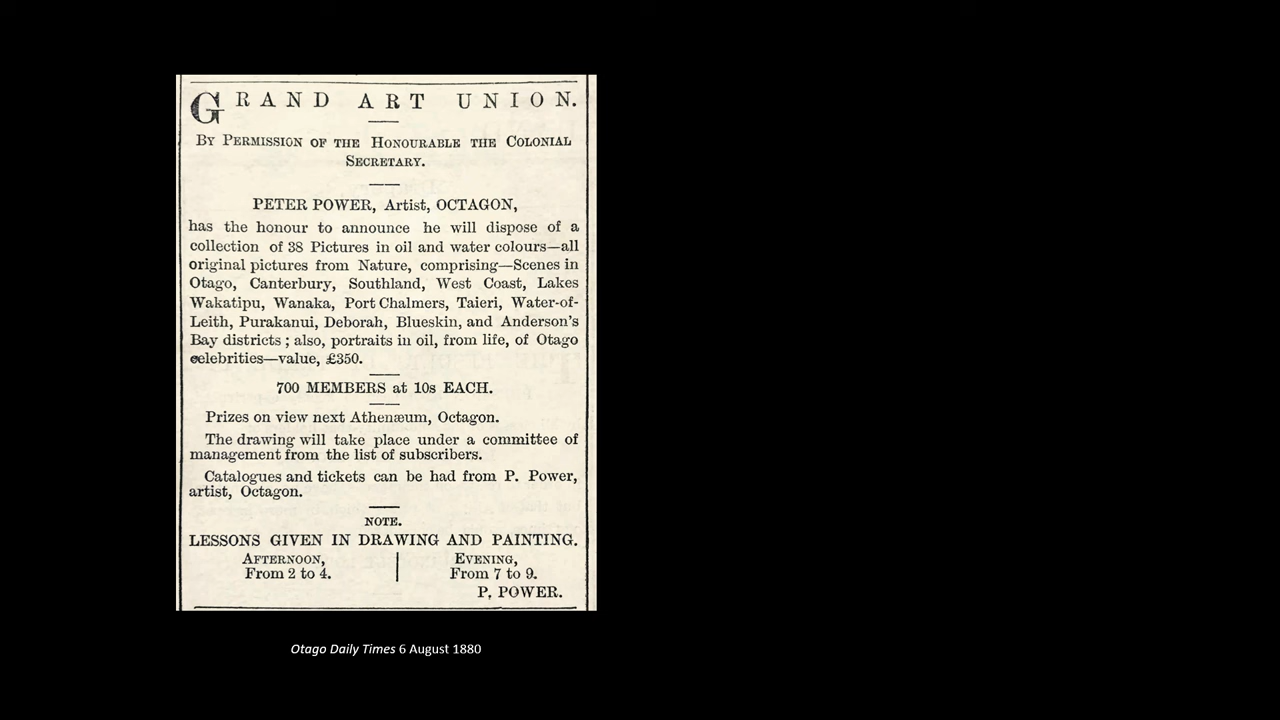 GRAND ART UNION.
BY PERMISSION OF THE HONOURABLE THE COLONIAL
SECRETARY.
PETER POWER, Artist, OCTAGON,
has the honour to announce he will dispose of a
collection of 38 Pictures in oil and water colours—all
original pictures from Nature, comprising—Scenes in
Otago, Canterbury, Southland, West Coast, Lakes
Wakatipu, Wanaka, Port Chalmers, Taieri, Water-of-
Leith, Purakanui, Deborah, Blueskin, and Anderson's
Bay districts; also, portraits in oil, from life, of Otago
celebrities—value, £350.
700 MEMBERS at 10s EACH.
Prizes on view next Athenæum, Octagon.
The drawing will take place under a committee of
management from the list of subscribers.
Catalogues and tickets can be had from P. Power,
artist, Octagon.
NOTE.
LESSONS GIVEN IN DRAWING AND PAINTING.
AFTERNOON, EVENING,
From 2 to 4. From 7 to 9.
P. POWER.
Otago Daily Times 6 August 1880